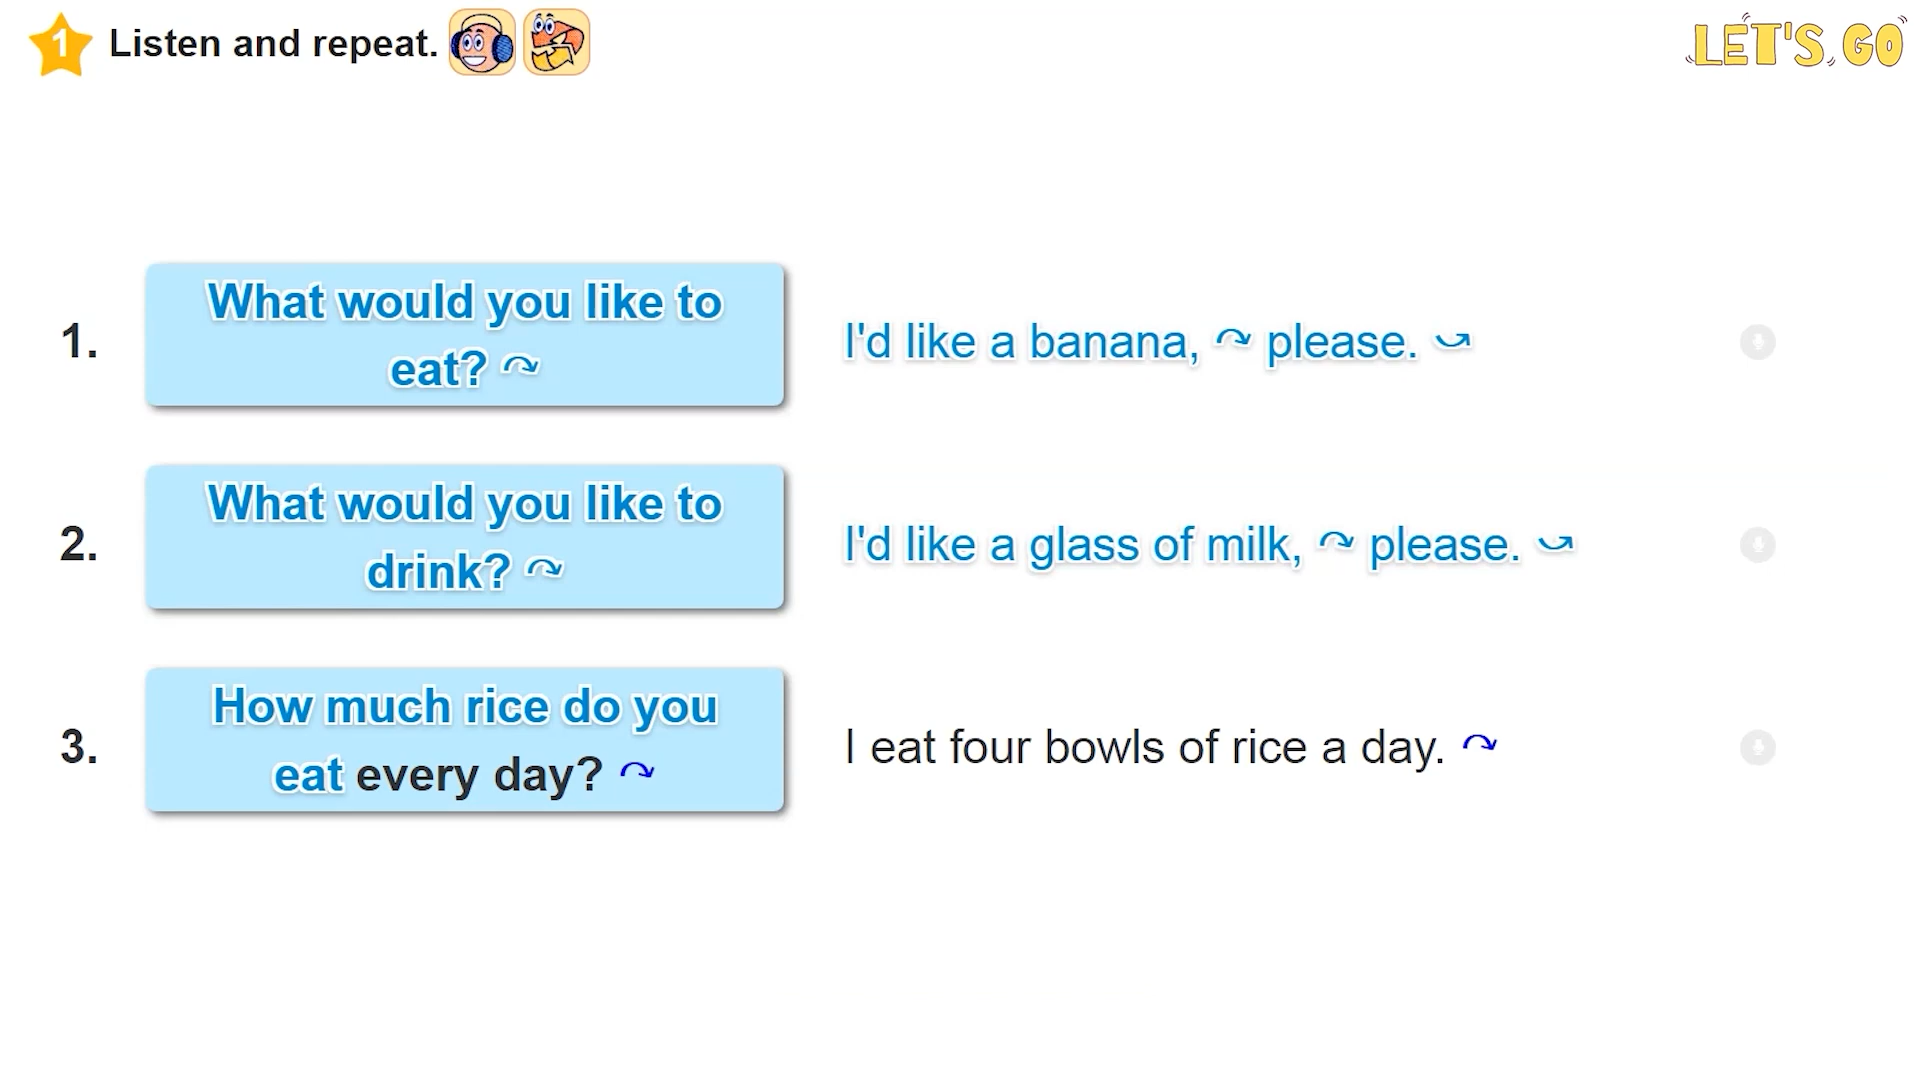 1 Listen and repeat.
LET'S GO
1.
What would you like to
eat? ↷
I'd like a banana, ↷ please. ⤻
2.
What would you like to
drink? ↷
I'd like a glass of milk, ↷ please. ⤻
3.
How much rice do you
eat every day? ↷
I eat four bowls of rice a day. ↷